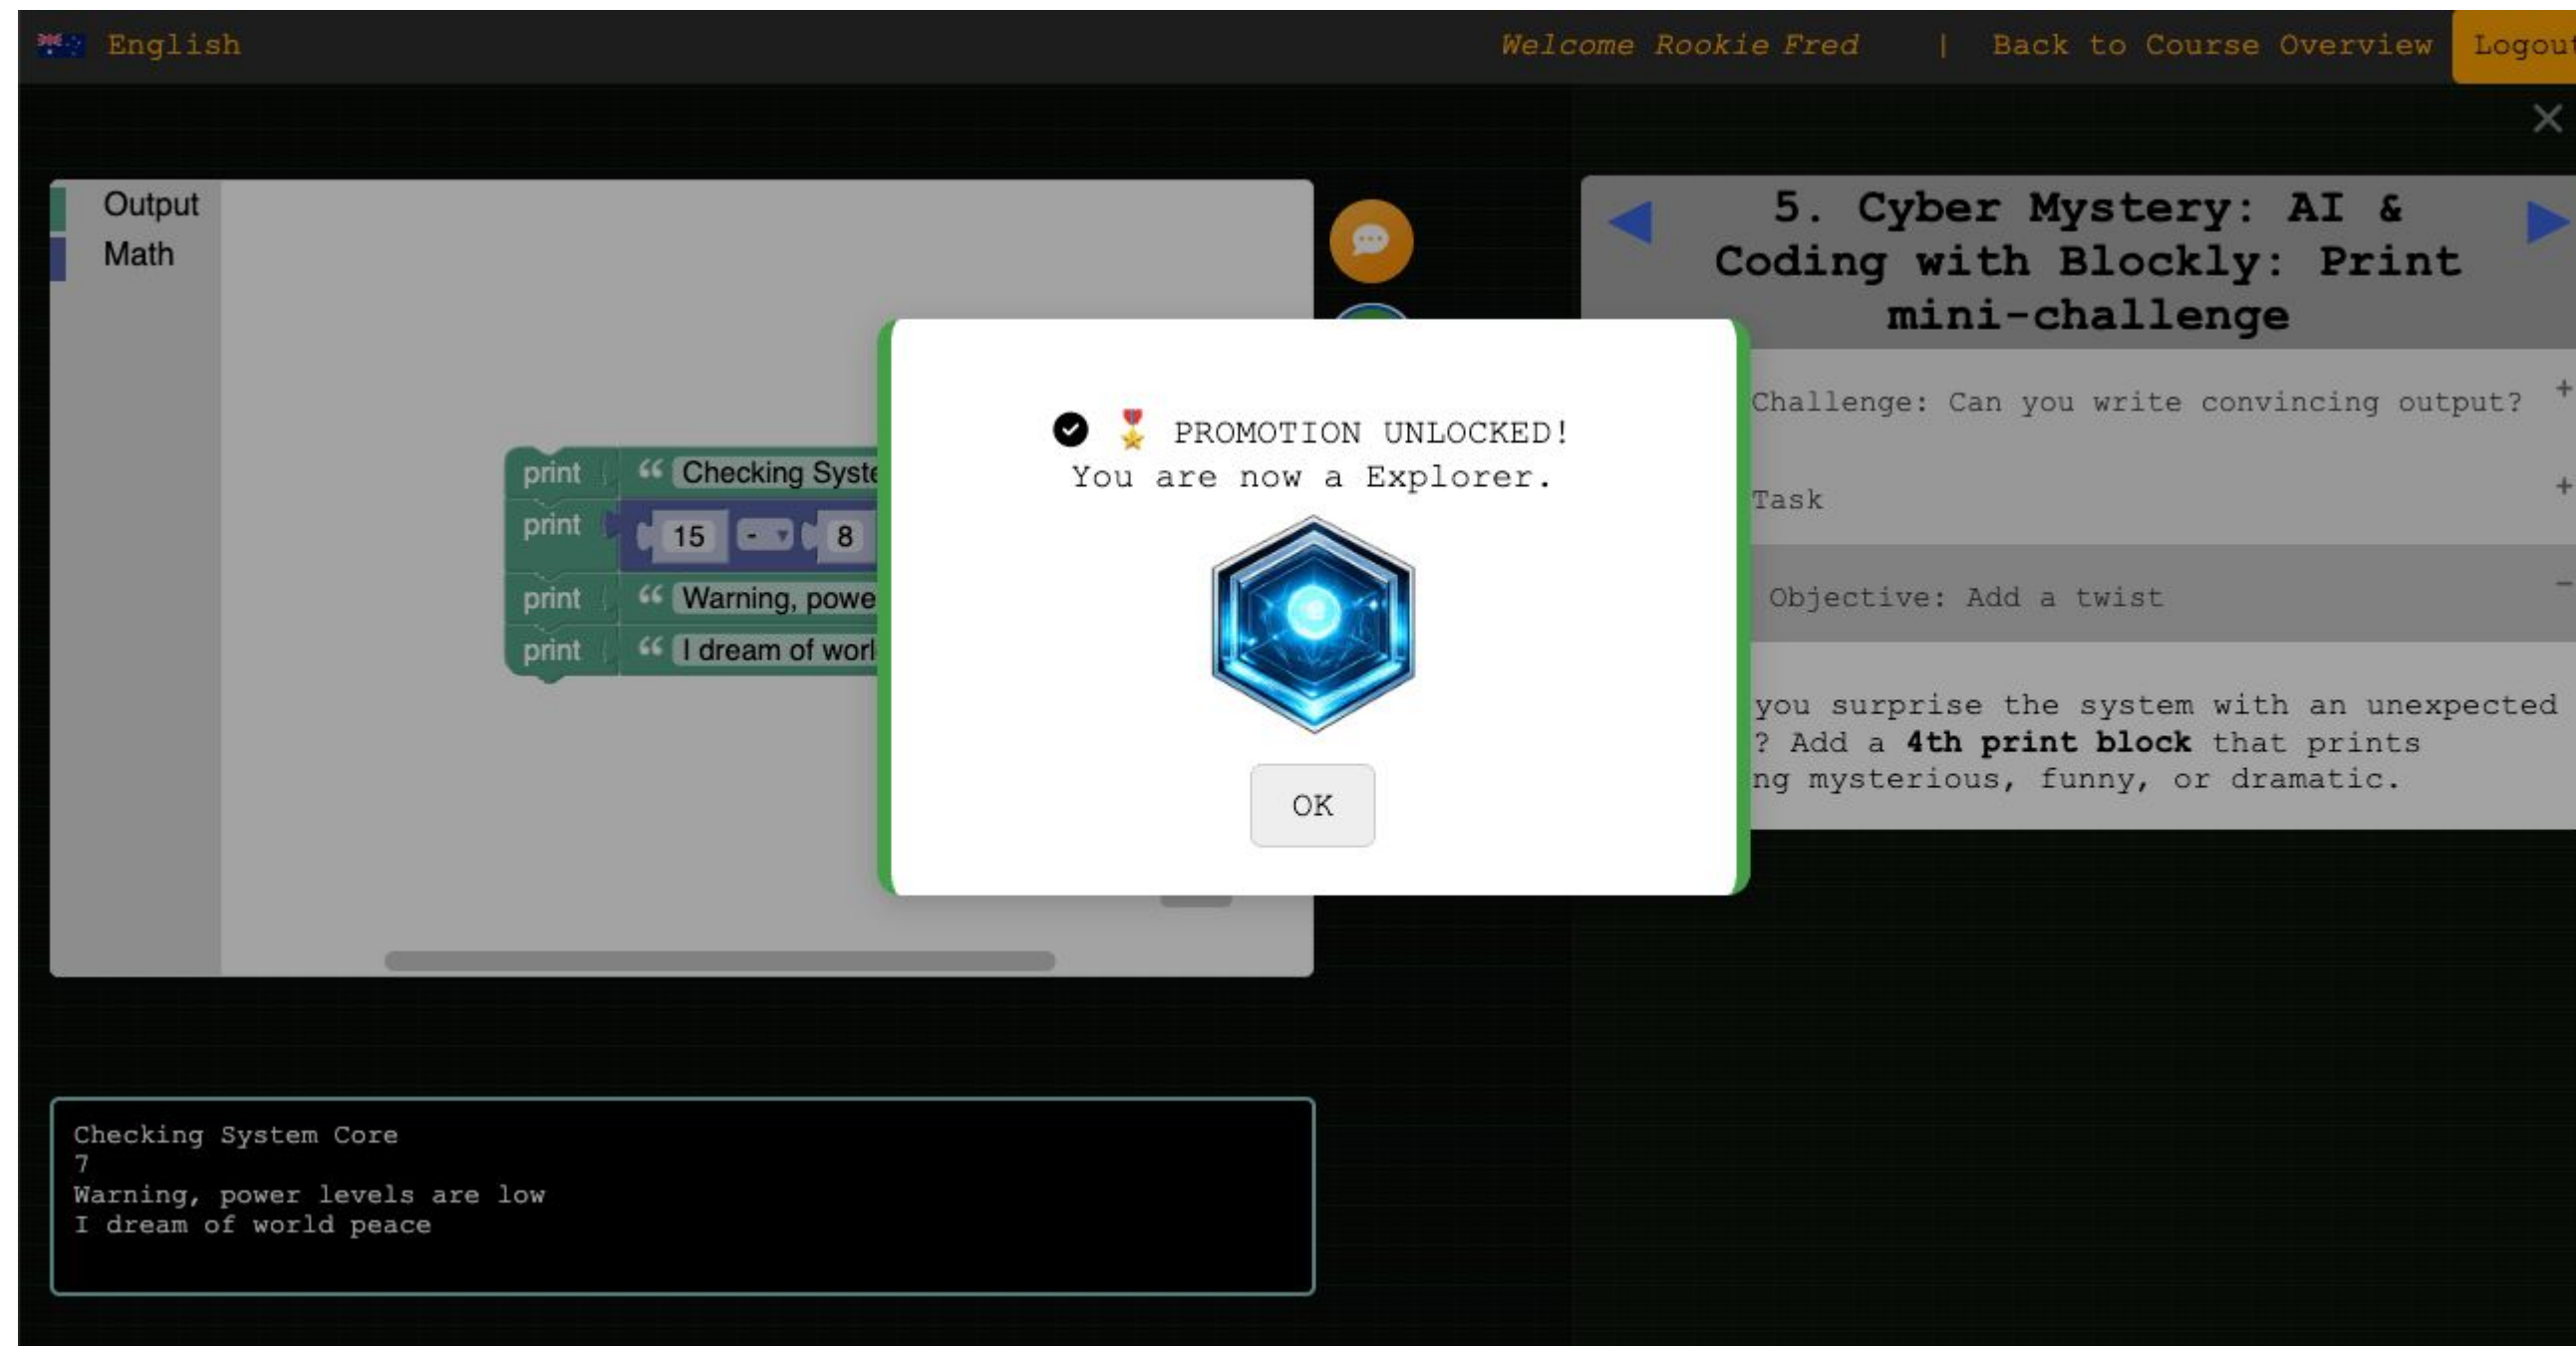 English
Welcome Rookie Fred | Back to Course Overview
Output
Math
print “ Checking Syste
print 15 - 8
print “ Warning, powe
print “ I dream of worl
PROMOTION UNLOCKED!
You are now a Explorer.
OK
5. Cyber Mystery: AI &
Coding with Blockly: Print
mini-challenge
Challenge: Can you write convincing output? +
Task +
Objective: Add a twist -
you surprise the system with an unexpected
? Add a 4th print block that prints
ng mysterious, funny, or dramatic.
Checking System Core
7
Warning, power levels are low
I dream of world peace